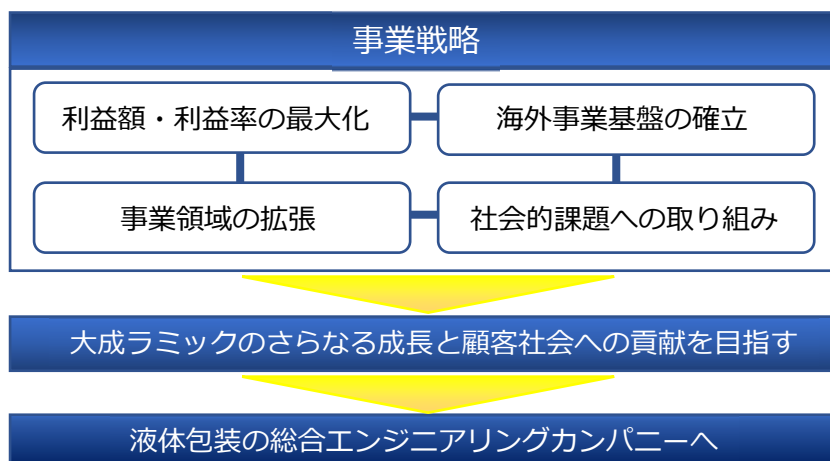 事業戦略
利益額・利益率の最大化
海外事業基盤の確立
事業領域の拡張
社会的課題への取り組み
大成ラミックのさらなる成長と顧客社会への貢献を目指す
液体包装の総合エンジニアリングカンパニーへ